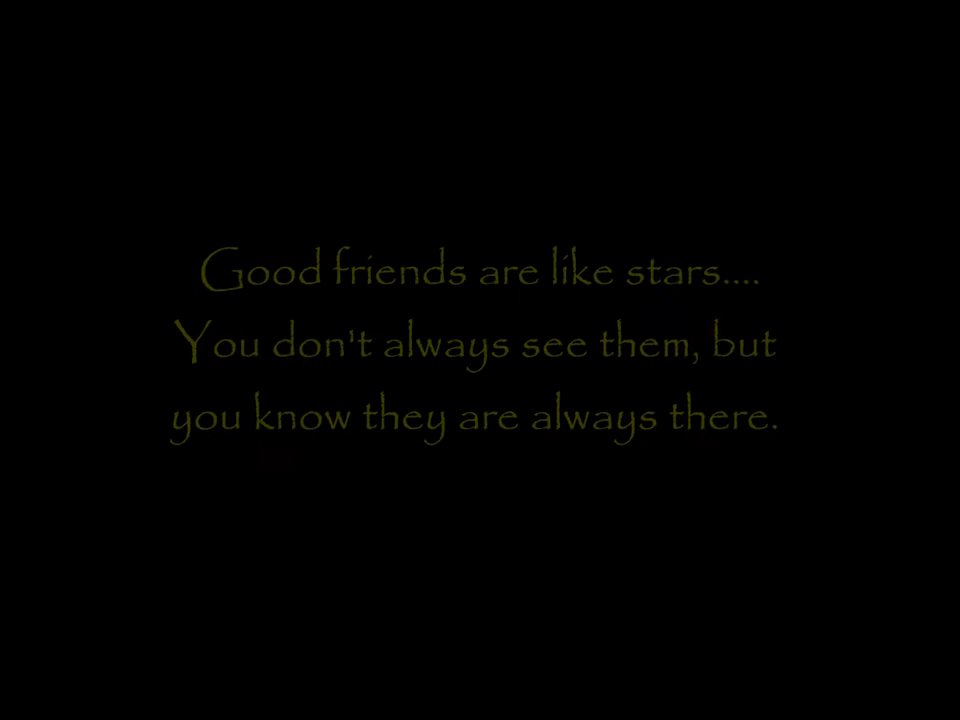 Good friends are like stars....
You don't always see them, but
you know they are always there.